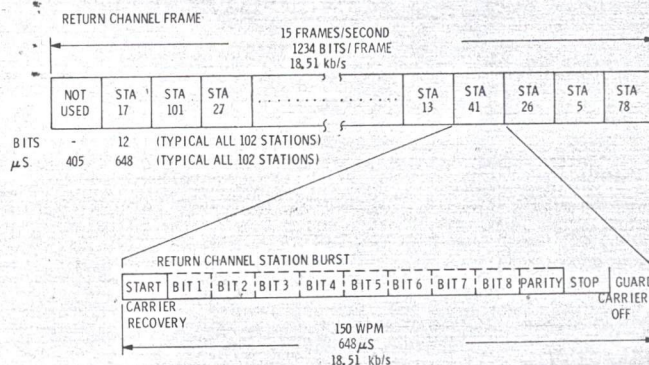 RETURN CHANNEL FRAME
15 FRAMES/SECOND
1234 BITS/FRAME
18.51 kb/s
NOT USED
STA 17
STA 101
STA 27
STA 13
STA 41
STA 26
STA 5
STA 78
BITS - 12 (TYPICAL ALL 102 STATIONS)
μS 405 648 (TYPICAL ALL 102 STATIONS)
RETURN CHANNEL STATION BURST
START BIT 1 BIT 2 BIT 3 BIT 4 BIT 5 BIT 6 BIT 7 BIT 8 PARITY STOP GUARD
CARRIER RECOVERY
CARRIER OFF
150 WPM
648 μS
18.51 kb/s